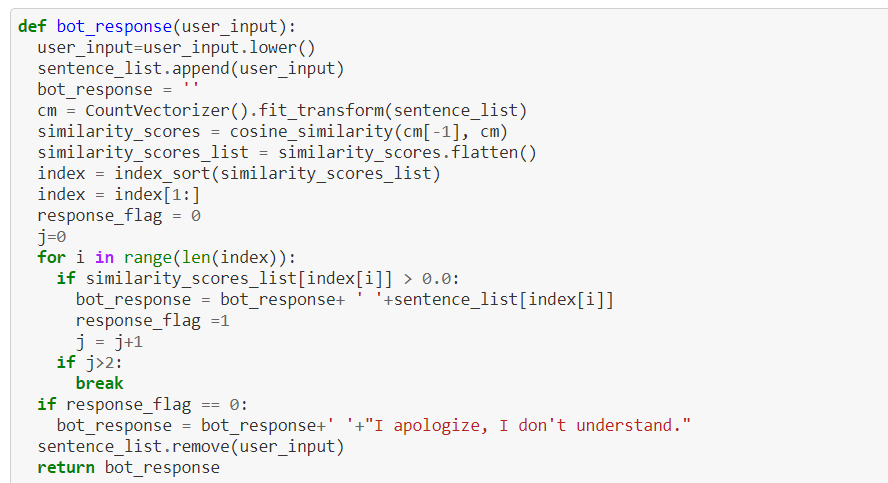 def bot_response(user_input):
  user_input=user_input.lower()
  sentence_list.append(user_input)
  bot_response = ''
  cm = CountVectorizer().fit_transform(sentence_list)
  similarity_scores = cosine_similarity(cm[-1], cm)
  similarity_scores_list = similarity_scores.flatten()
  index = index_sort(similarity_scores_list)
  index = index[1:]
  response_flag = 0
  j=0
  for i in range(len(index)):
    if similarity_scores_list[index[i]] > 0.0:
      bot_response = bot_response+ ' '+sentence_list[index[i]]
      response_flag =1
      j = j+1
    if j>2:
      break
  if response_flag == 0:
    bot_response = bot_response+' '+"I apologize, I don't understand."
  sentence_list.remove(user_input)
  return bot_response